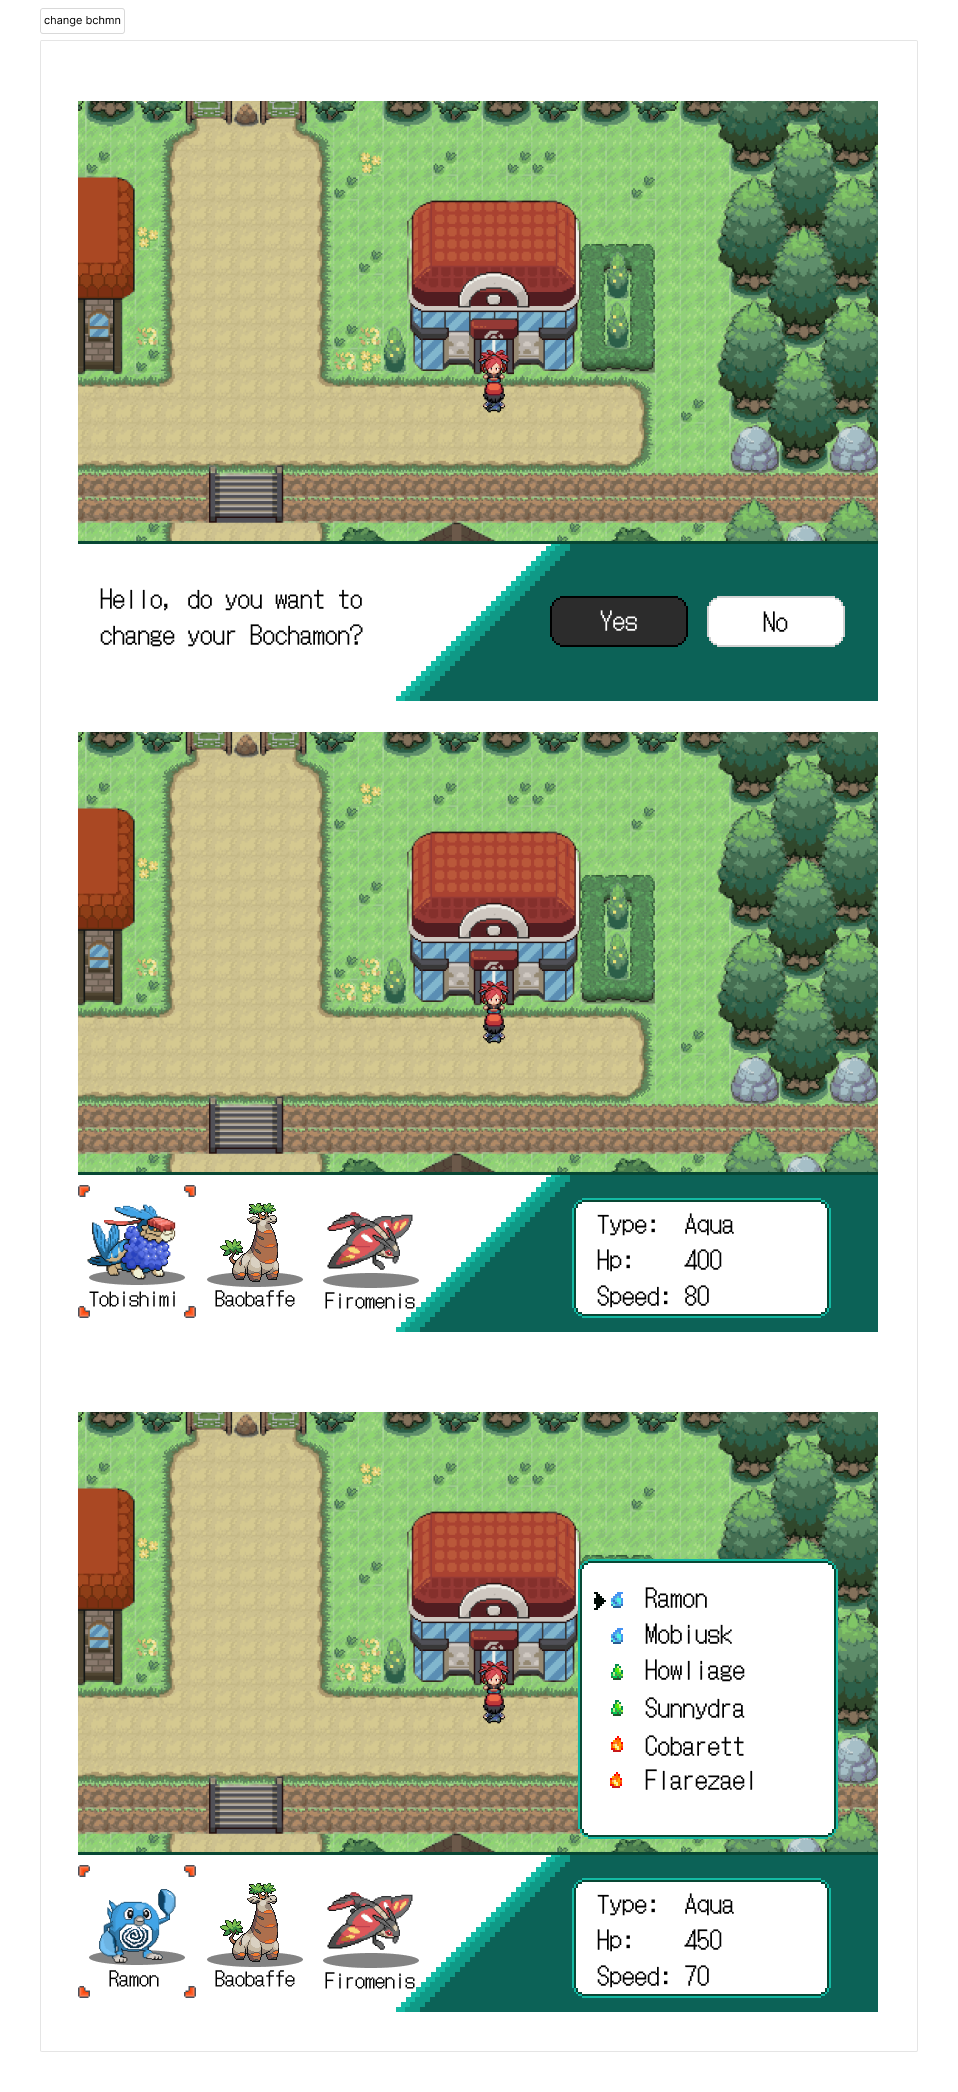 change bchmn
Hello, do you want to
change your Bochamon?
Yes
No
Tobishimi
Baobaffe
Firomenis
Type: Aqua
Hp: 400
Speed: 80
Ramon
Mobiusk
Howliage
Sunnydra
Cobarett
Flarezael
Ramon
Baobaffe
Firomenis
Type: Aqua
Hp: 450
Speed: 70